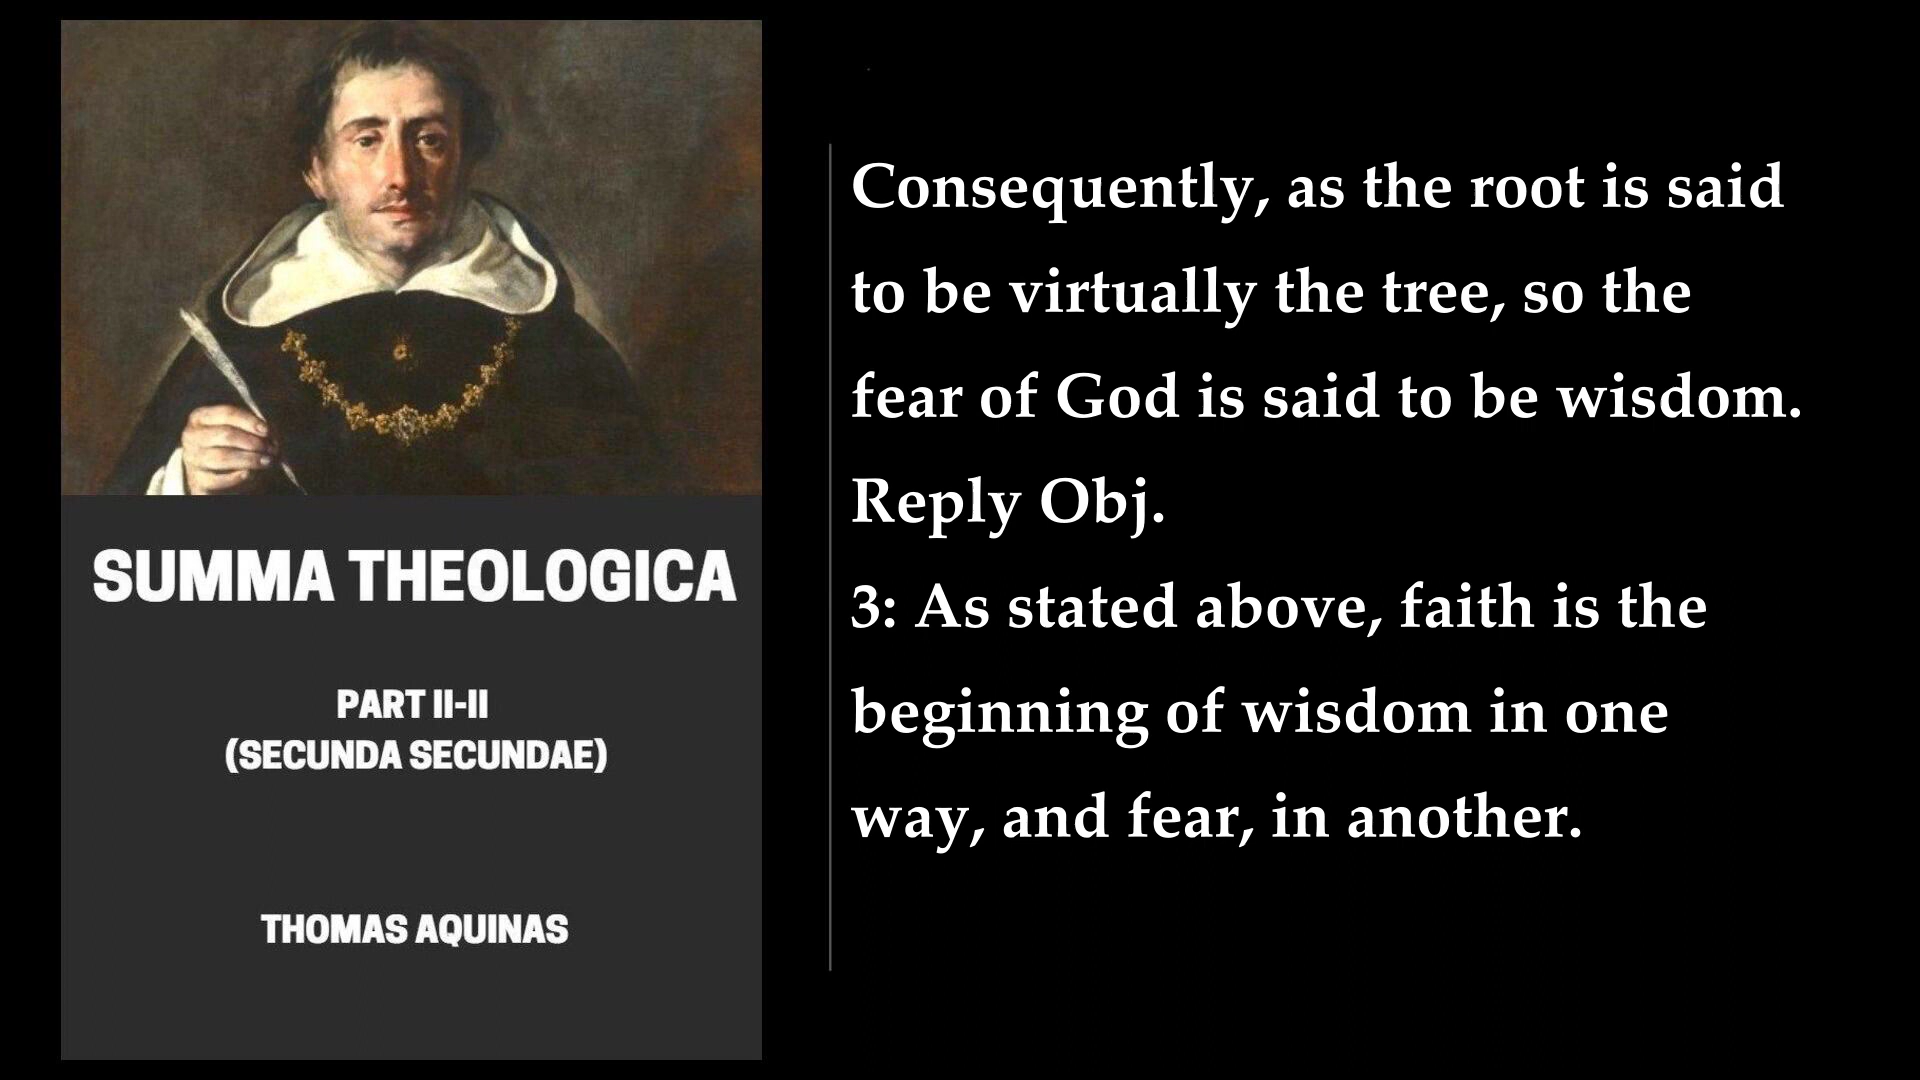 SUMMA THEOLOGICA
PART II-II
(SECUNDA SECUNDAE)
THOMAS AQUINAS
Consequently, as the root is said
to be virtually the tree, so the
fear of God is said to be wisdom.
Reply Obj.
3: As stated above, faith is the
beginning of wisdom in one
way, and fear, in another.